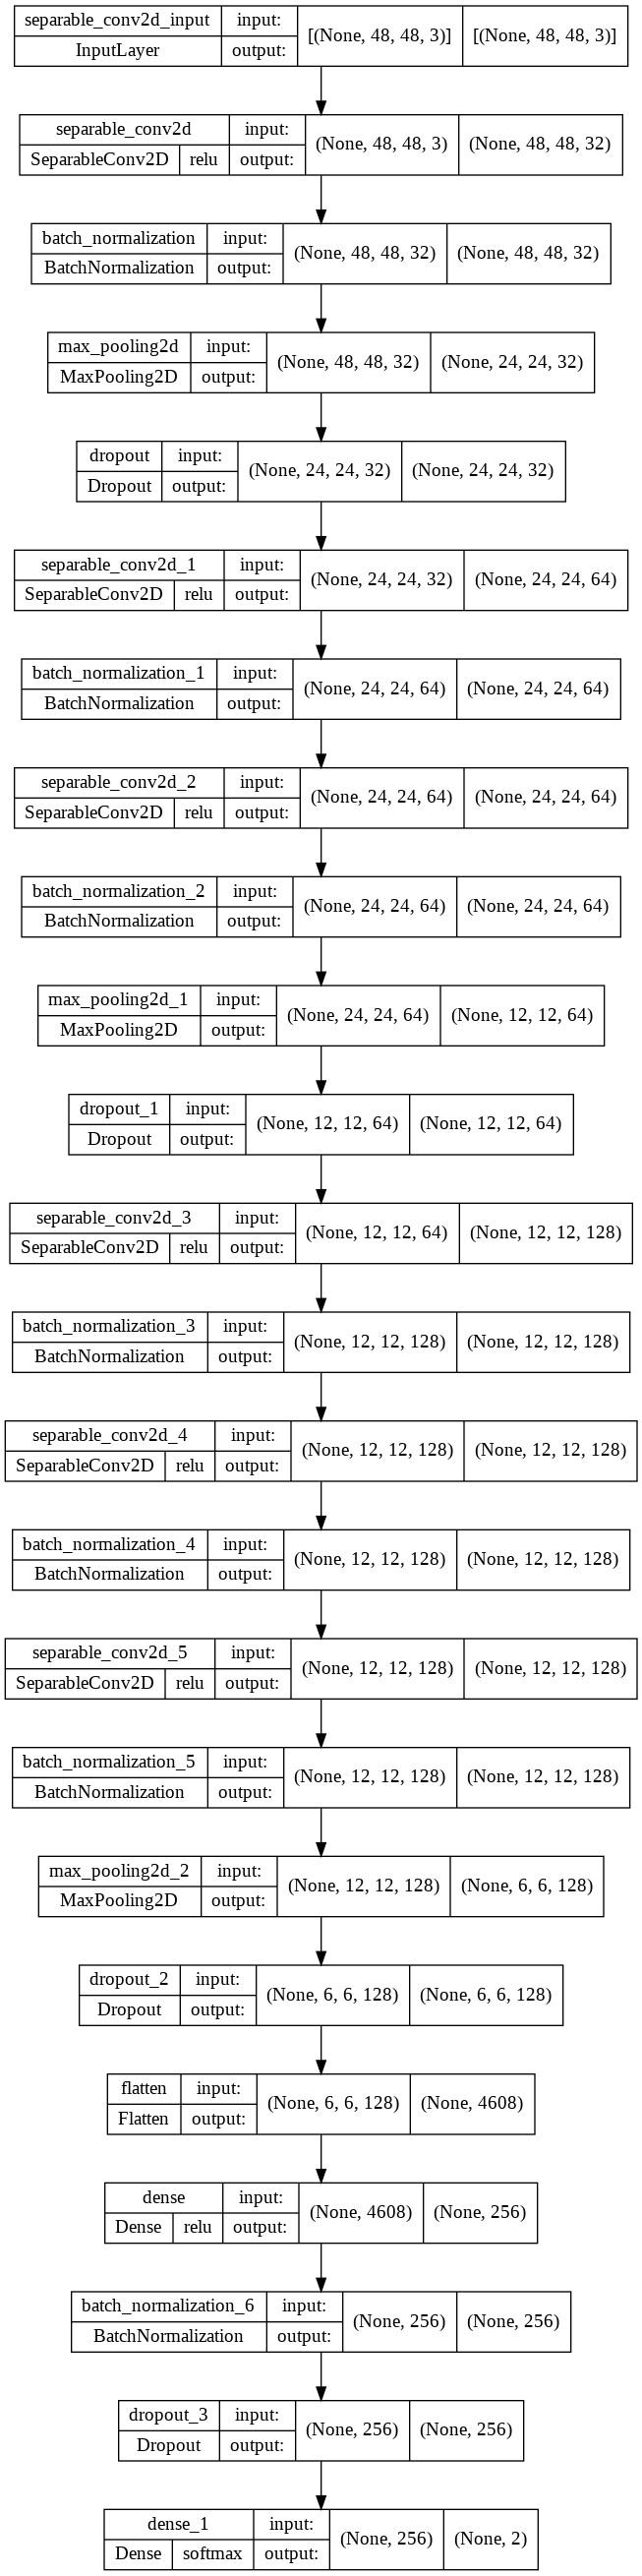 separable_conv2d_input input: [(None, 48, 48, 3)] [(None, 48, 48, 3)]
InputLayer output:
separable_conv2d input: (None, 48, 48, 3) (None, 48, 48, 32)
SeparableConv2D relu output:
batch_normalization input: (None, 48, 48, 32) (None, 48, 48, 32)
BatchNormalization output:
max_pooling2d input: (None, 48, 48, 32) (None, 24, 24, 32)
MaxPooling2D output:
dropout input: (None, 24, 24, 32) (None, 24, 24, 32)
Dropout output:
separable_conv2d_1 input: (None, 24, 24, 32) (None, 24, 24, 64)
SeparableConv2D relu output:
batch_normalization_1 input: (None, 24, 24, 64) (None, 24, 24, 64)
BatchNormalization output:
separable_conv2d_2 input: (None, 24, 24, 64) (None, 24, 24, 64)
SeparableConv2D relu output:
batch_normalization_2 input: (None, 24, 24, 64) (None, 24, 24, 64)
BatchNormalization output:
max_pooling2d_1 input: (None, 24, 24, 64) (None, 12, 12, 64)
MaxPooling2D output:
dropout_1 input: (None, 12, 12, 64) (None, 12, 12, 64)
Dropout output:
separable_conv2d_3 input: (None, 12, 12, 64) (None, 12, 12, 128)
SeparableConv2D relu output:
batch_normalization_3 input: (None, 12, 12, 128) (None, 12, 12, 128)
BatchNormalization output:
separable_conv2d_4 input: (None, 12, 12, 128) (None, 12, 12, 128)
SeparableConv2D relu output:
batch_normalization_4 input: (None, 12, 12, 128) (None, 12, 12, 128)
BatchNormalization output:
separable_conv2d_5 input: (None, 12, 12, 128) (None, 12, 12, 128)
SeparableConv2D relu output:
batch_normalization_5 input: (None, 12, 12, 128) (None, 12, 12, 128)
BatchNormalization output:
max_pooling2d_2 input: (None, 12, 12, 128) (None, 6, 6, 128)
MaxPooling2D output:
dropout_2 input: (None, 6, 6, 128) (None, 6, 6, 128)
Dropout output:
flatten input: (None, 6, 6, 128) (None, 4608)
Flatten output:
dense input: (None, 4608) (None, 256)
Dense relu output:
batch_normalization_6 input: (None, 256) (None, 256)
BatchNormalization output:
dropout_3 input: (None, 256) (None, 256)
Dropout output:
dense_1 input: (None, 256) (None, 2)
Dense softmax output: